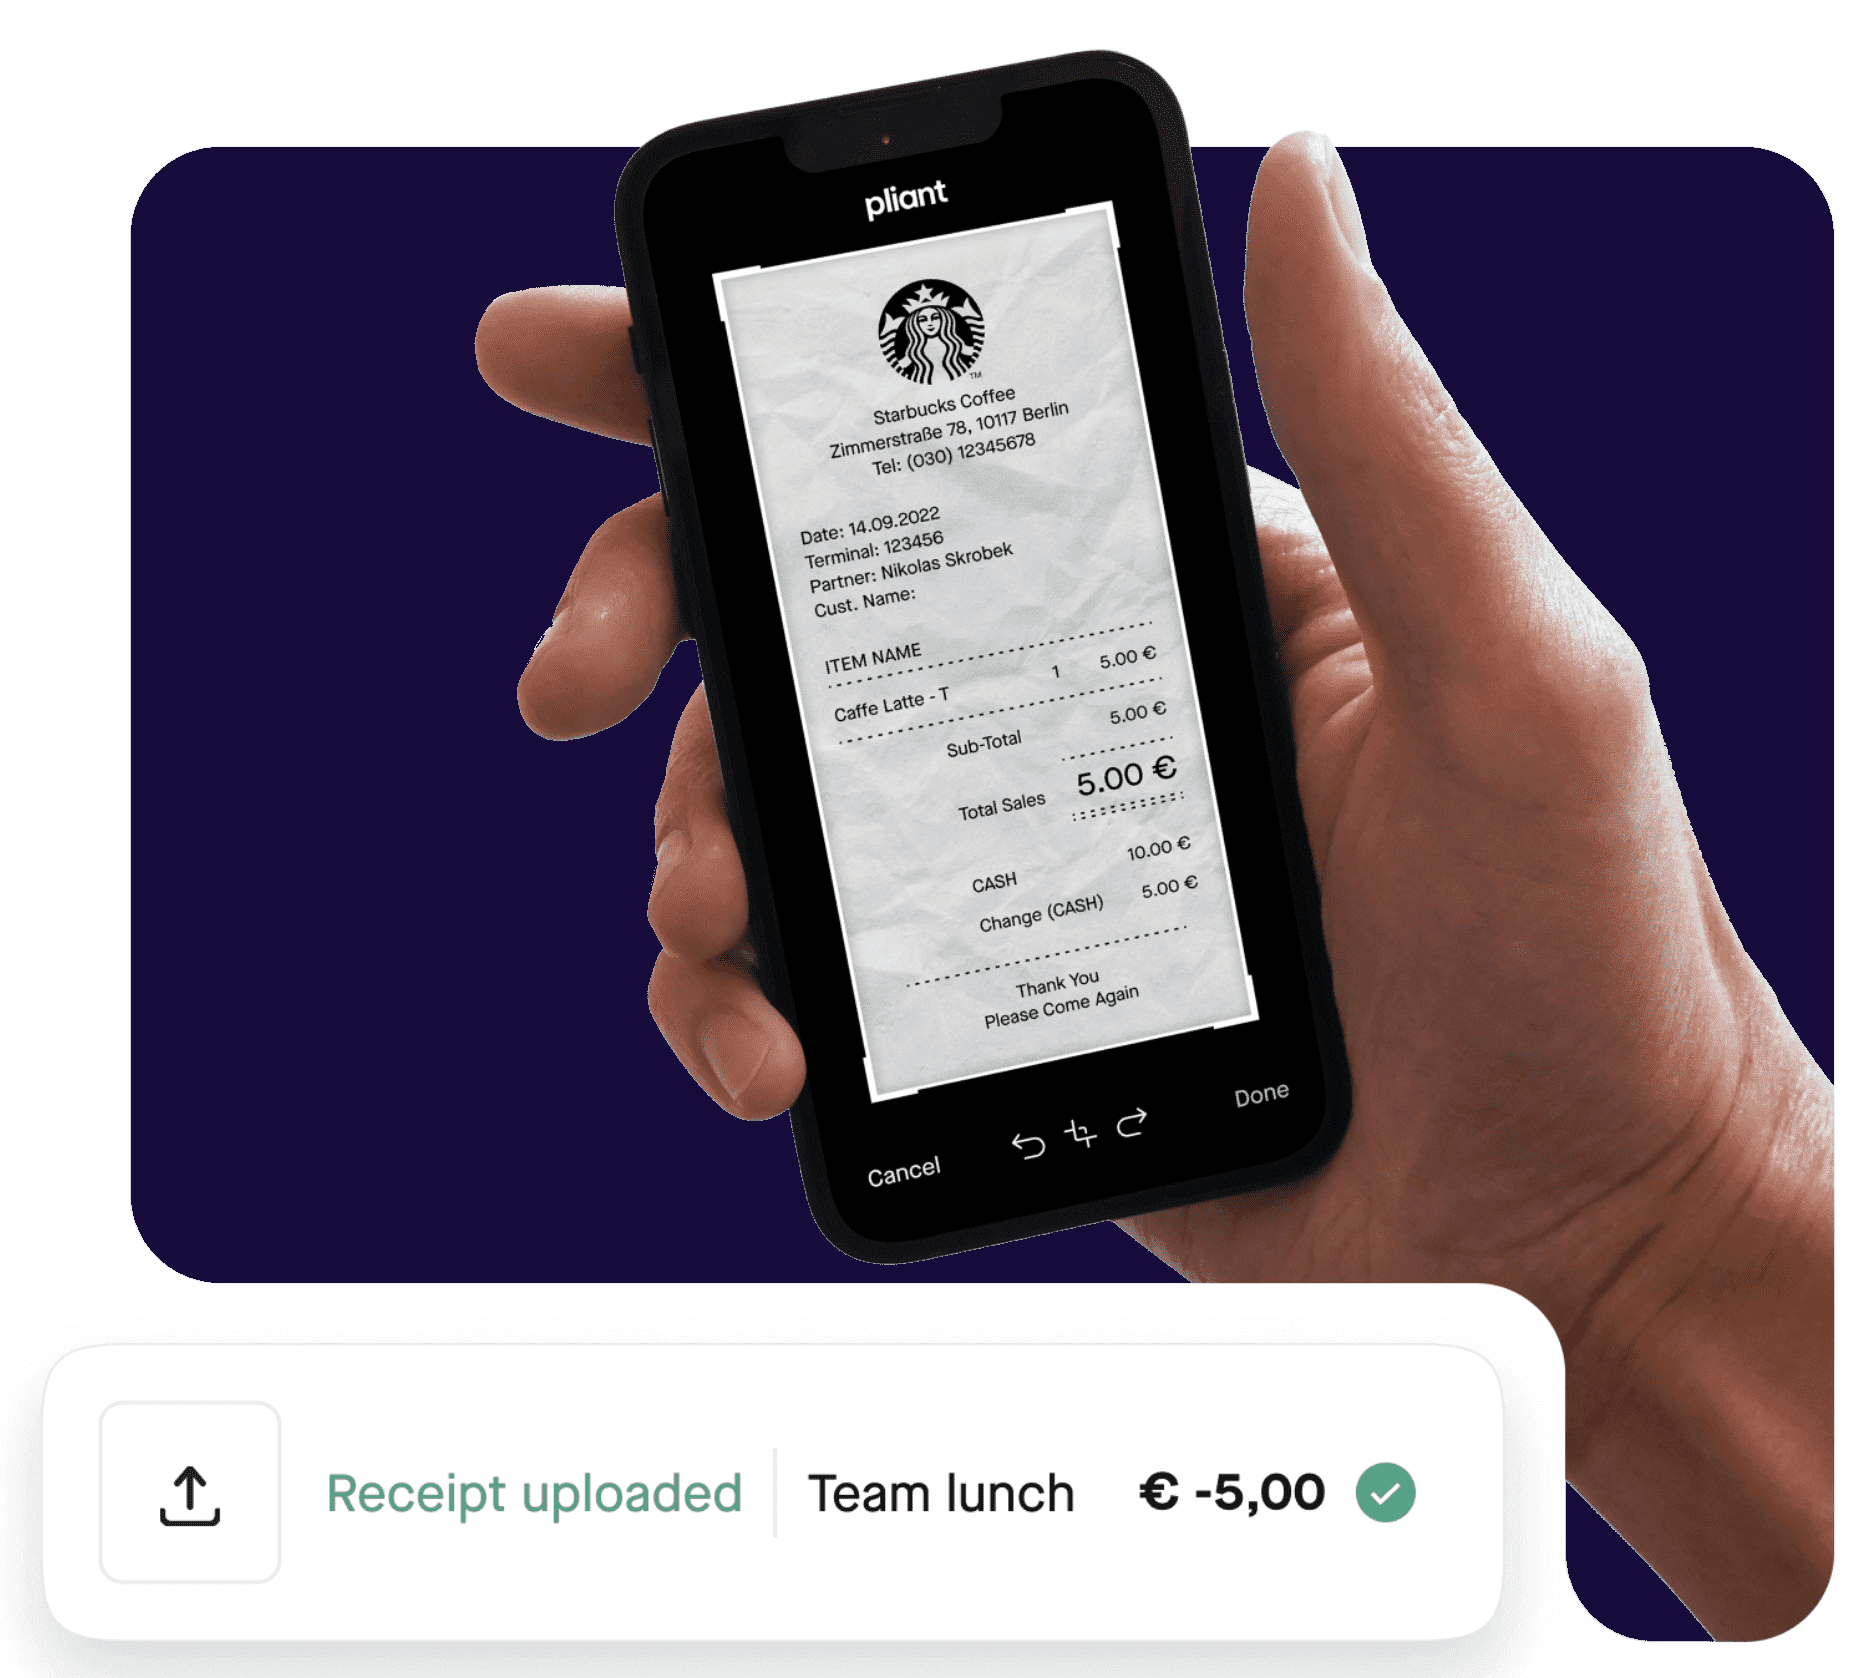 pliant
TM
Starbucks Coffee
Zimmerstraße 78, 10117 Berlin
Tel: (030) 12345678
Date: 14.09.2022
Terminal: 123456
Partner: Nikolas Skrobek
Cust. Name:
ITEM NAME
Caffe Latte - T 1 5.00 €
Sub-Total 5.00 €
Total Sales 5.00 €
CASH 10.00 €
Change (CASH) 5.00 €
Thank You
Please Come Again
Cancel Done
Receipt uploaded Team lunch € -5,00